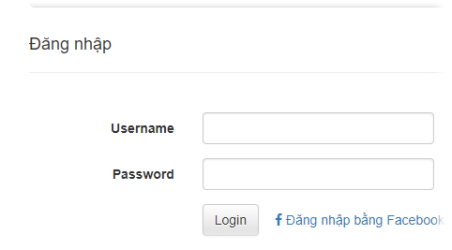 Đăng nhập
Username
Password
Login Đăng nhập bằng Facebook